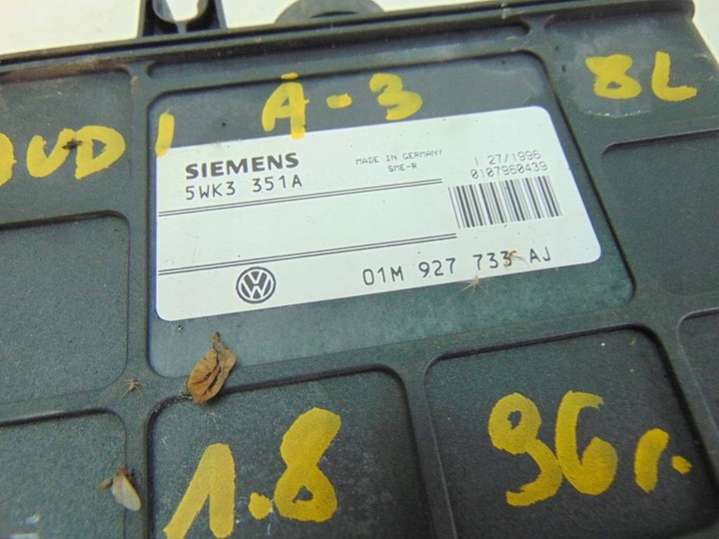 AUDI A-3 8L
SIEMENS
5WK3 351A
MADE IN GERMANY
SME-R
I 27/1996
0107960439
01M 927 733 AJ
1.8 96г.